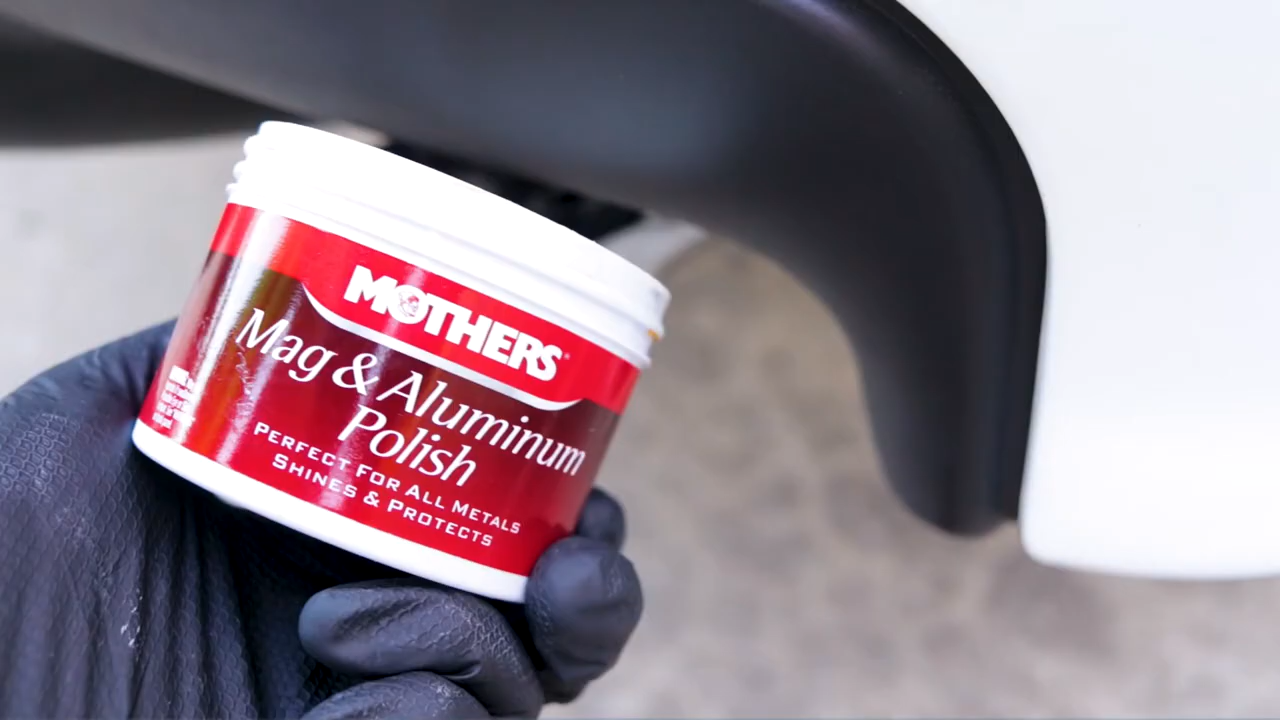 MOTHERS
Mag & Aluminum
Polish
PERFECT FOR ALL METALS
SHINES & PROTECTS